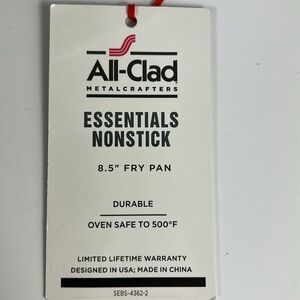 All-Clad
METALCRAFTERS
ESSENTIALS
NONSTICK
8.5" FRY PAN
DURABLE
OVEN SAFE TO 500°F
LIMITED LIFETIME WARRANTY
DESIGNED IN USA; MADE IN CHINA
SEBS-4362-2